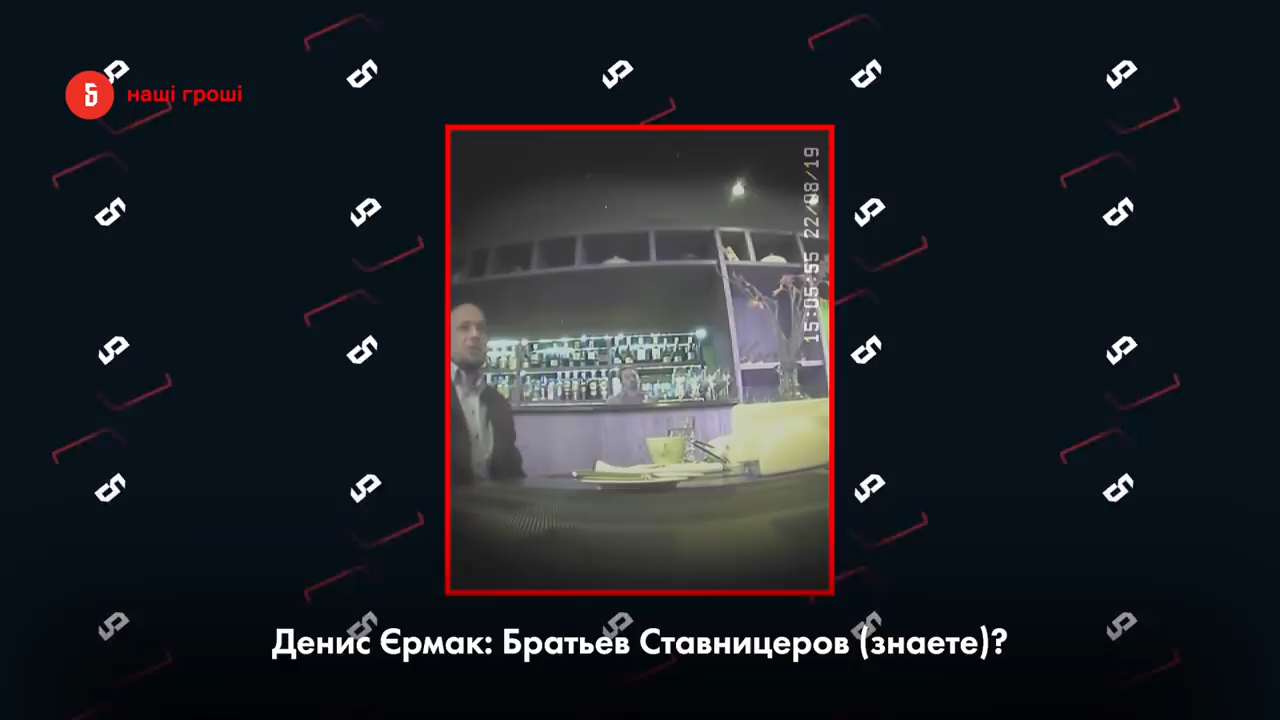 наші гроші
15:05:55 22/08/19
Денис Єрмак: Братьев Ставницеров (знаете)?